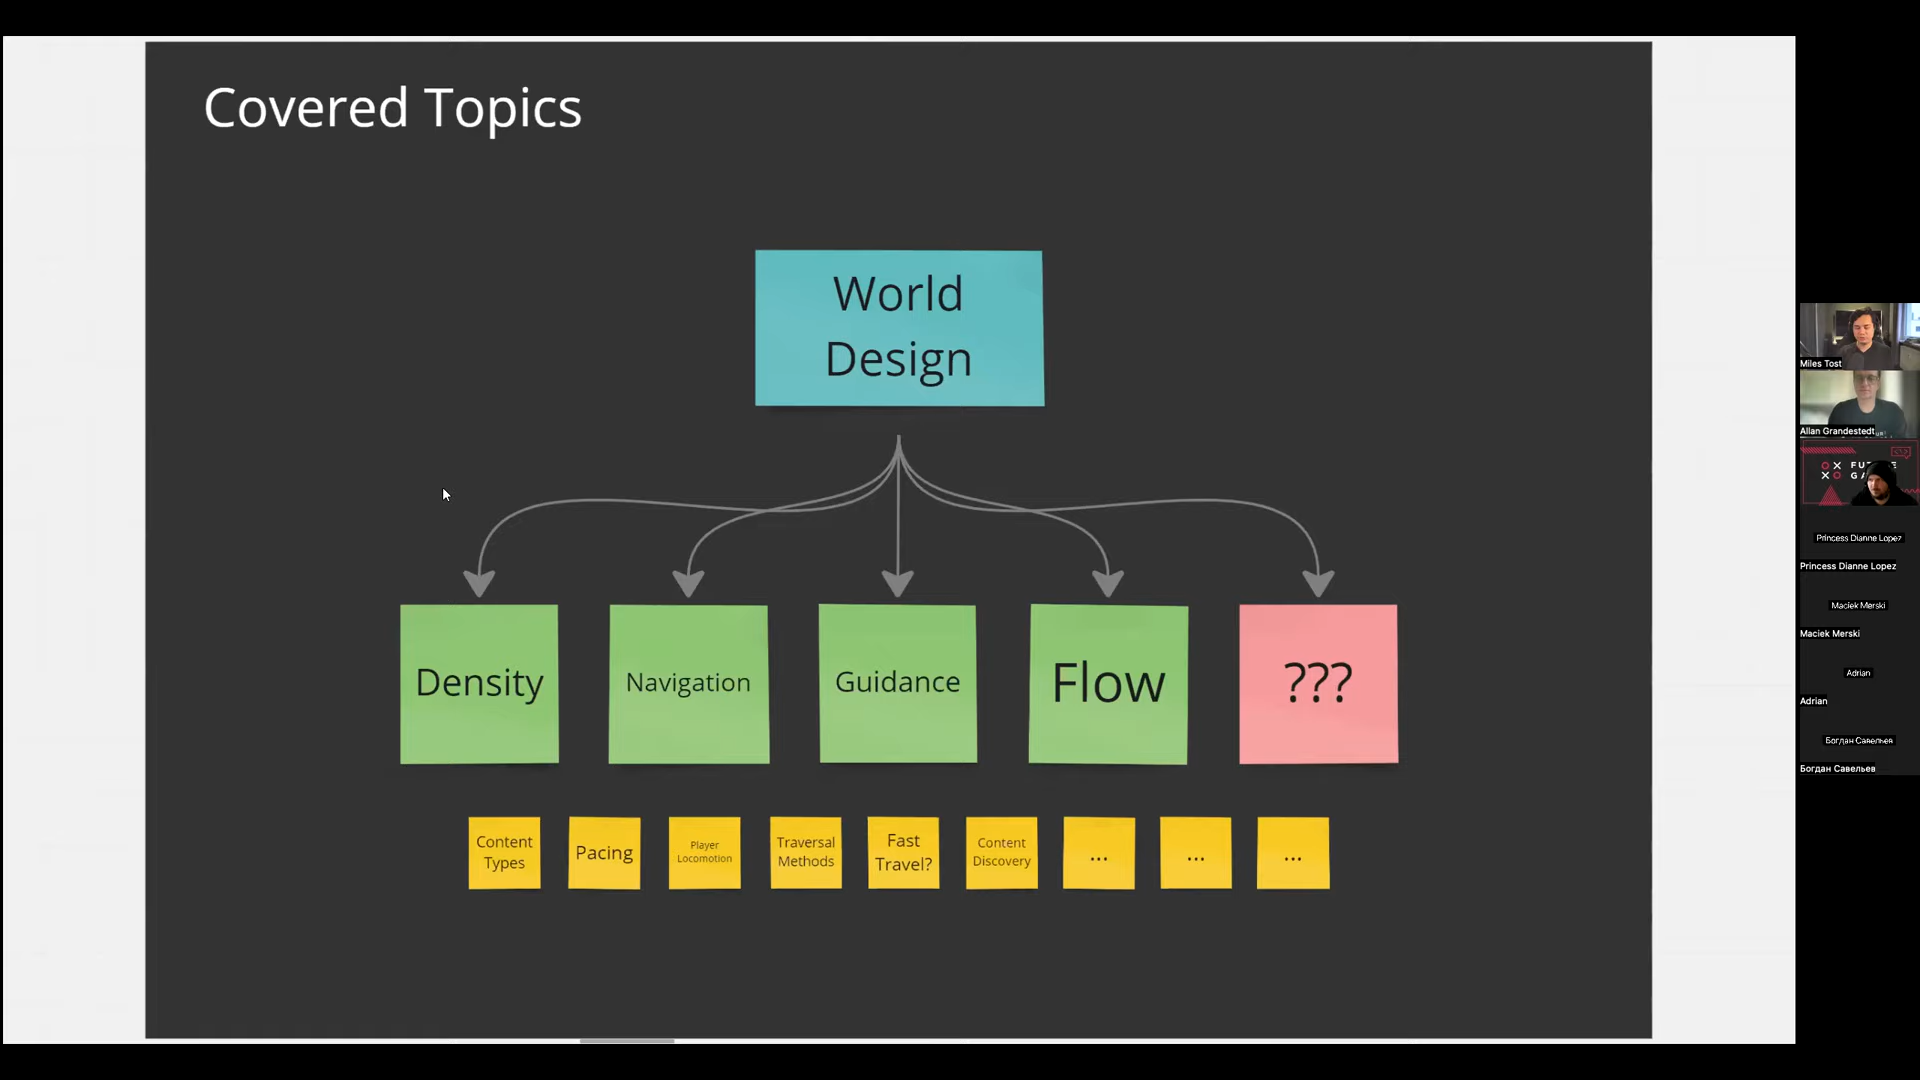 Covered Topics
World
Design
Density
Navigation
Guidance
Flow
???
Content
Types
Pacing
Player
Locomotion
Traversal
Methods
Fast
Travel?
Content
Discovery
...
...
...
Miles Tost
Allan Grandestedt
Princess Dianne Lopez
Princess Dianne Lopez
Maciek Merski
Maciek Merski
Adrian
Adrian
Богдан Савельев
Богдан Савельев